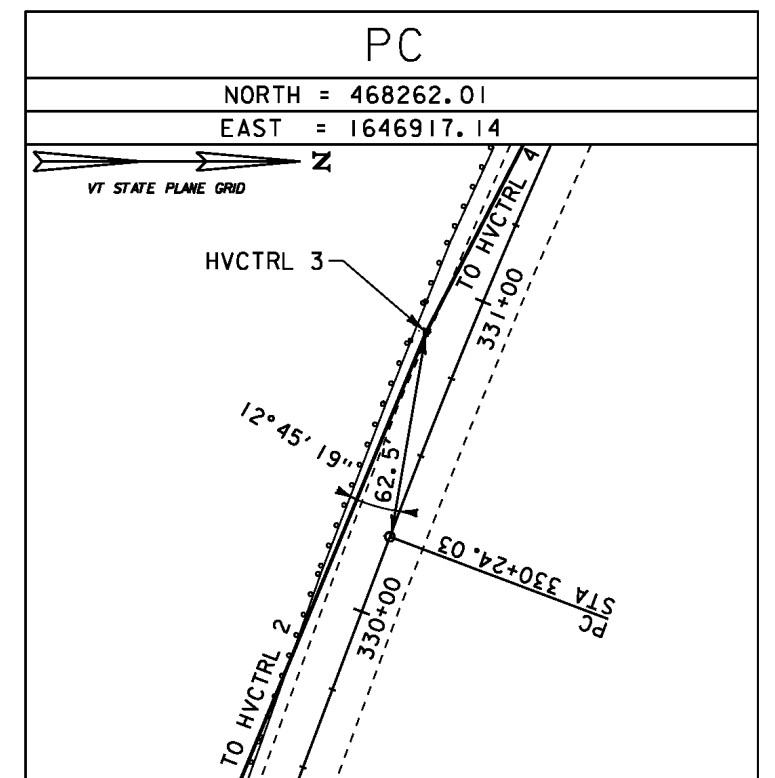 PC
NORTH = 468262.01
EAST = 1646917.14
N
VT STATE PLANE GRID
TO HVCTRL 4
HVCTRL 3
331+00
12°45'19"
62.5'
PC
STA 330+24.03
330+00
TO HVCTRL 2